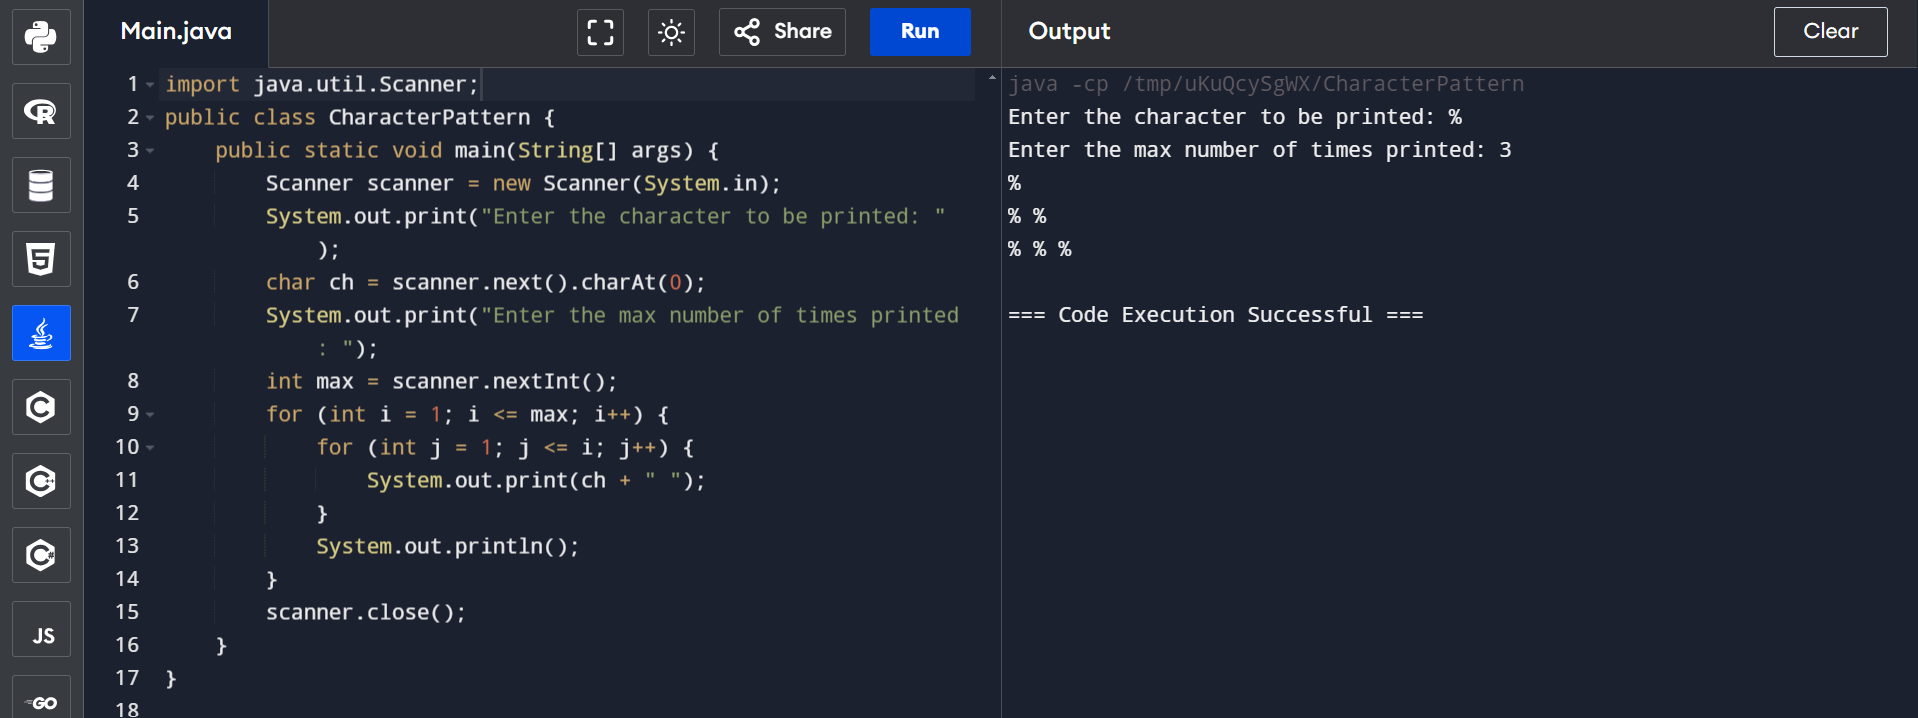 Main.java
Share
Run
Output
Clear
1 import java.util.Scanner;
2 public class CharacterPattern {
3 public static void main(String[] args) {
4 Scanner scanner = new Scanner(System.in);
5 System.out.print("Enter the character to be printed: "
);
6 char ch = scanner.next().charAt(0);
7 System.out.print("Enter the max number of times printed
: ");
8 int max = scanner.nextInt();
9 for (int i = 1; i <= max; i++) {
10 for (int j = 1; j <= i; j++) {
11 System.out.print(ch + " ");
12 }
13 System.out.println();
14 }
15 scanner.close();
16 }
17 }
18
java -cp /tmp/uKuQcySgWX/CharacterPattern
Enter the character to be printed: %
Enter the max number of times printed: 3
%
% %
% % %
=== Code Execution Successful ===
R
5
C
C++
C#
JS
GO